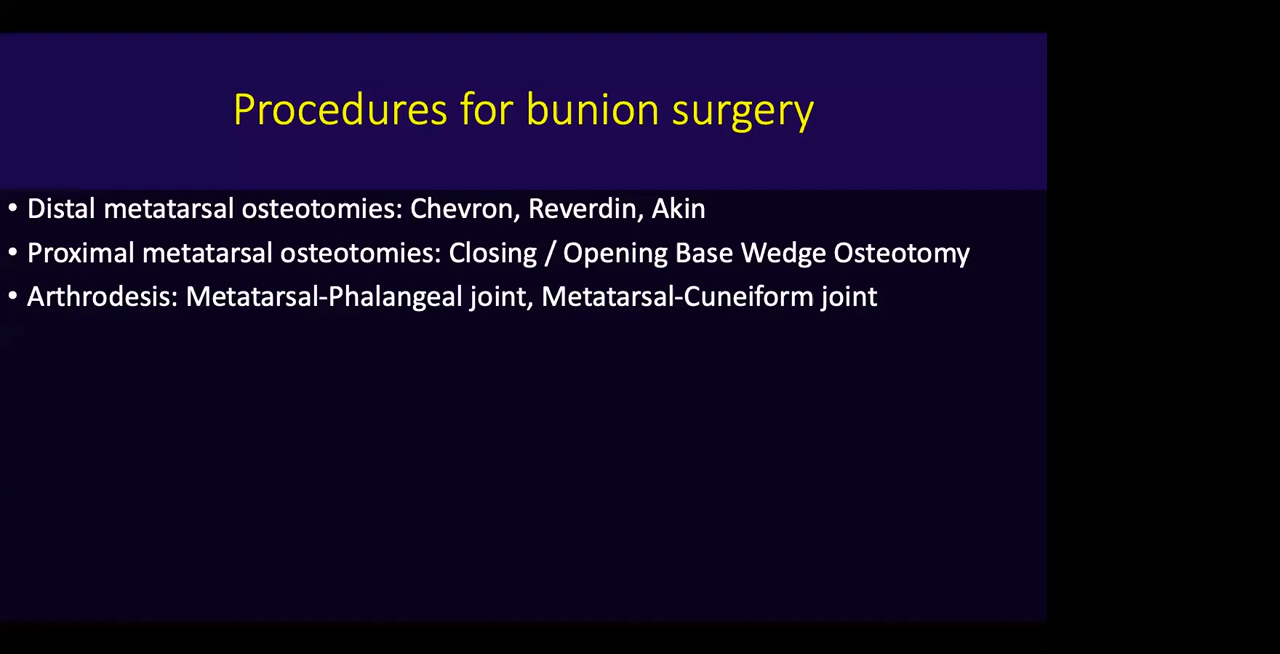 Procedures for bunion surgery
• Distal metatarsal osteotomies: Chevron, Reverdin, Akin
• Proximal metatarsal osteotomies: Closing / Opening Base Wedge Osteotomy
• Arthrodesis: Metatarsal-Phalangeal joint, Metatarsal-Cuneiform joint